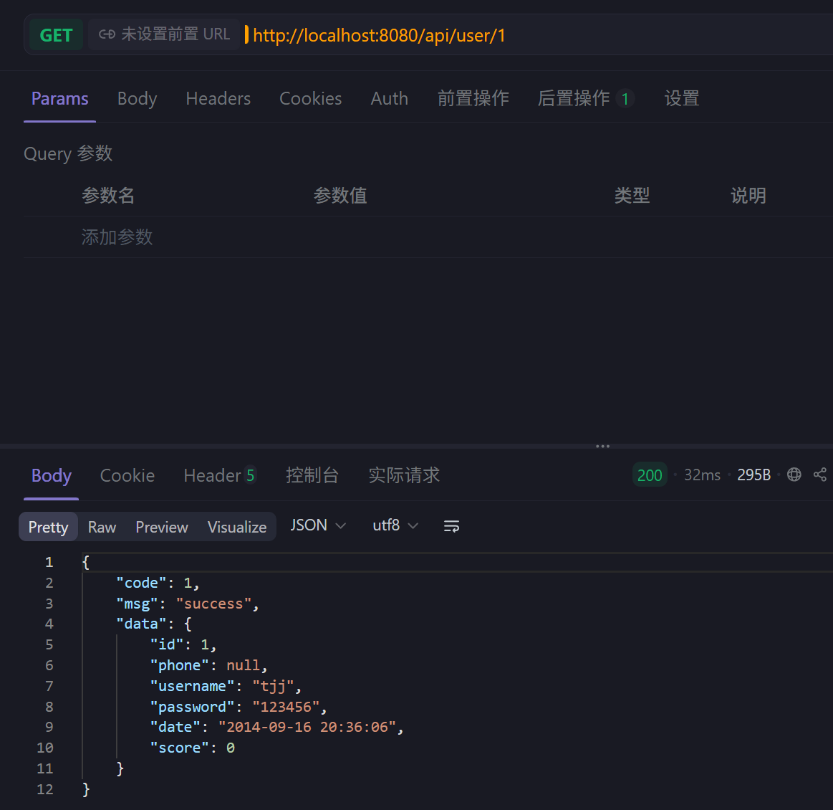 GET 未设置前置 URL http://localhost:8080/api/user/1
Params Body Headers Cookies Auth 前置操作 后置操作 1 设置
Query 参数
参数名 参数值 类型 说明
添加参数
Body Cookie Header 5 控制台 实际请求 200 · 32ms · 295B
Pretty Raw Preview Visualize JSON utf8
1 {
2 "code": 1,
3 "msg": "success",
4 "data": {
5 "id": 1,
6 "phone": null,
7 "username": "tjj",
8 "password": "123456",
9 "date": "2014-09-16 20:36:06",
10 "score": 0
11 }
12 }